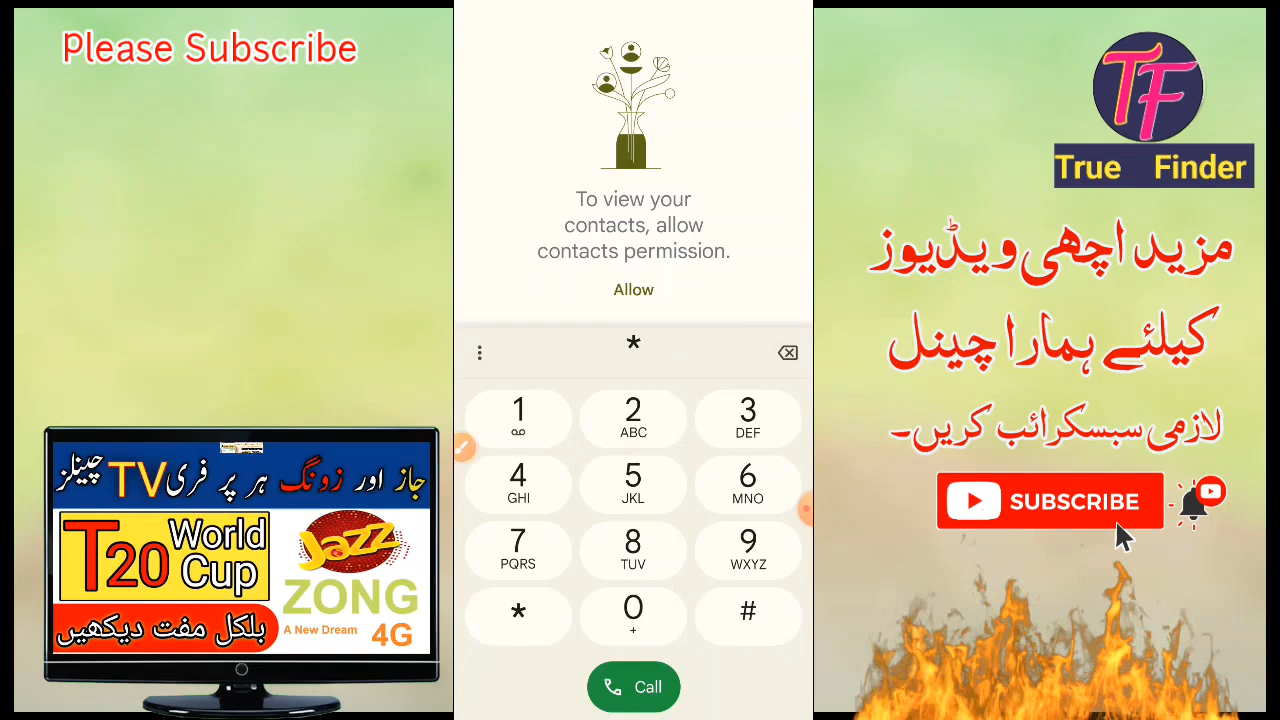 Please Subscribe
جاز اور زونگ ہر پر فری TV چینلز
T20 World Cup
Jazz
ZONG
A New Dream 4G
بلکل مفت دیکھیں
To view your
contacts, allow
contacts permission.
Allow
*
1
2
3
ABC
DEF
4
5
6
GHI
JKL
MNO
7
8
9
PQRS
TUV
WXYZ
*
0
#
+
Call
TF
True Finder
مزید اچھی ویڈیوز
کیلئے ہمارا چینل
لازمی سبسکرائب کریں۔
SUBSCRIBE